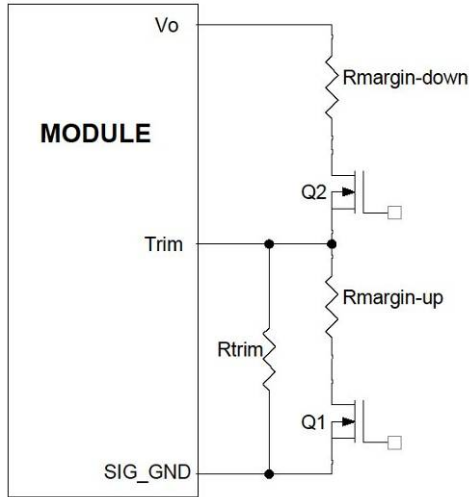 Vo
Rmargin-down
MODULE
Q2
Trim
Rmargin-up
Rtrim
Q1
SIG_GND